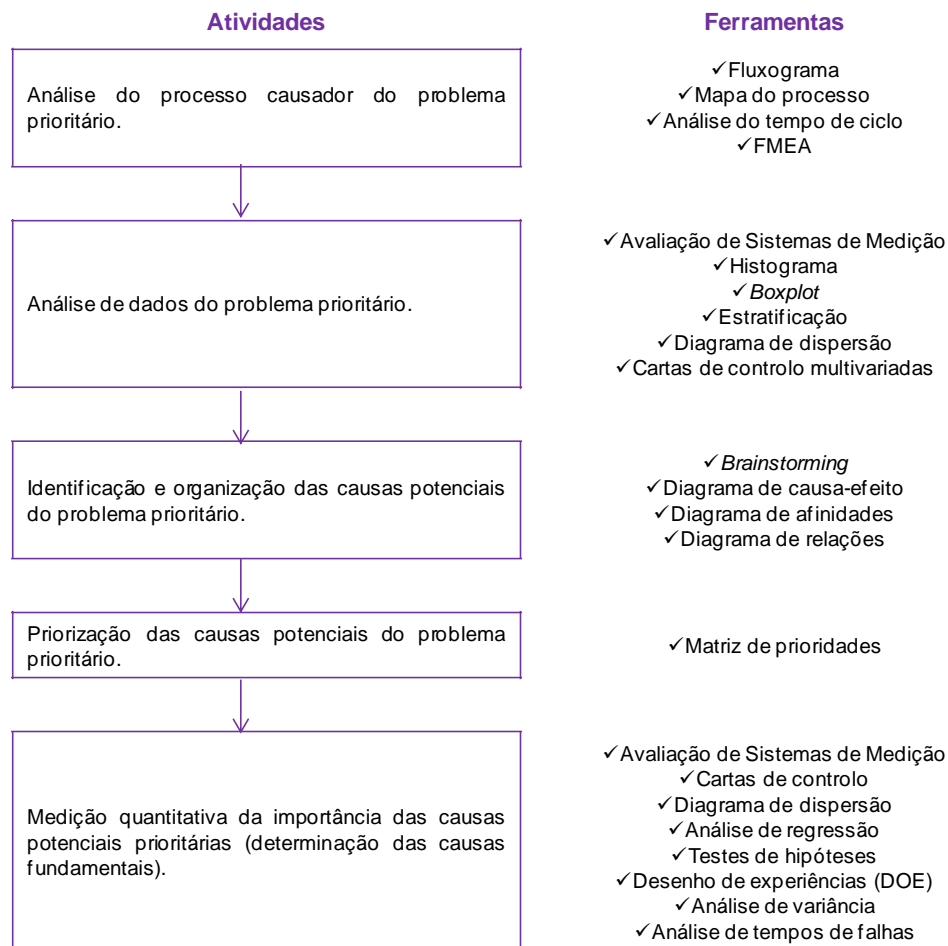 Atividades
Ferramentas
Análise do processo causador do problema
prioritário.
✓Fluxograma
✓Mapa do processo
✓Análise do tempo de ciclo
✓FMEA
Análise de dados do problema prioritário.
✓Avaliação de Sistemas de Medição
✓Histograma
✓Boxplot
✓Estratificação
✓Diagrama de dispersão
✓Cartas de controlo multivariadas
Identificação e organização das causas potenciais
do problema prioritário.
✓Brainstorming
✓Diagrama de causa-efeito
✓Diagrama de afinidades
✓Diagrama de relações
Priorização das causas potenciais do problema
prioritário.
✓Matriz de prioridades
Medição quantitativa da importância das causas
potenciais prioritárias (determinação das causas
fundamentais).
✓Avaliação de Sistemas de Medição
✓Cartas de controlo
✓Diagrama de dispersão
✓Análise de regressão
✓Testes de hipóteses
✓Desenho de experiências (DOE)
✓Análise de variância
✓Análise de tempos de falhas